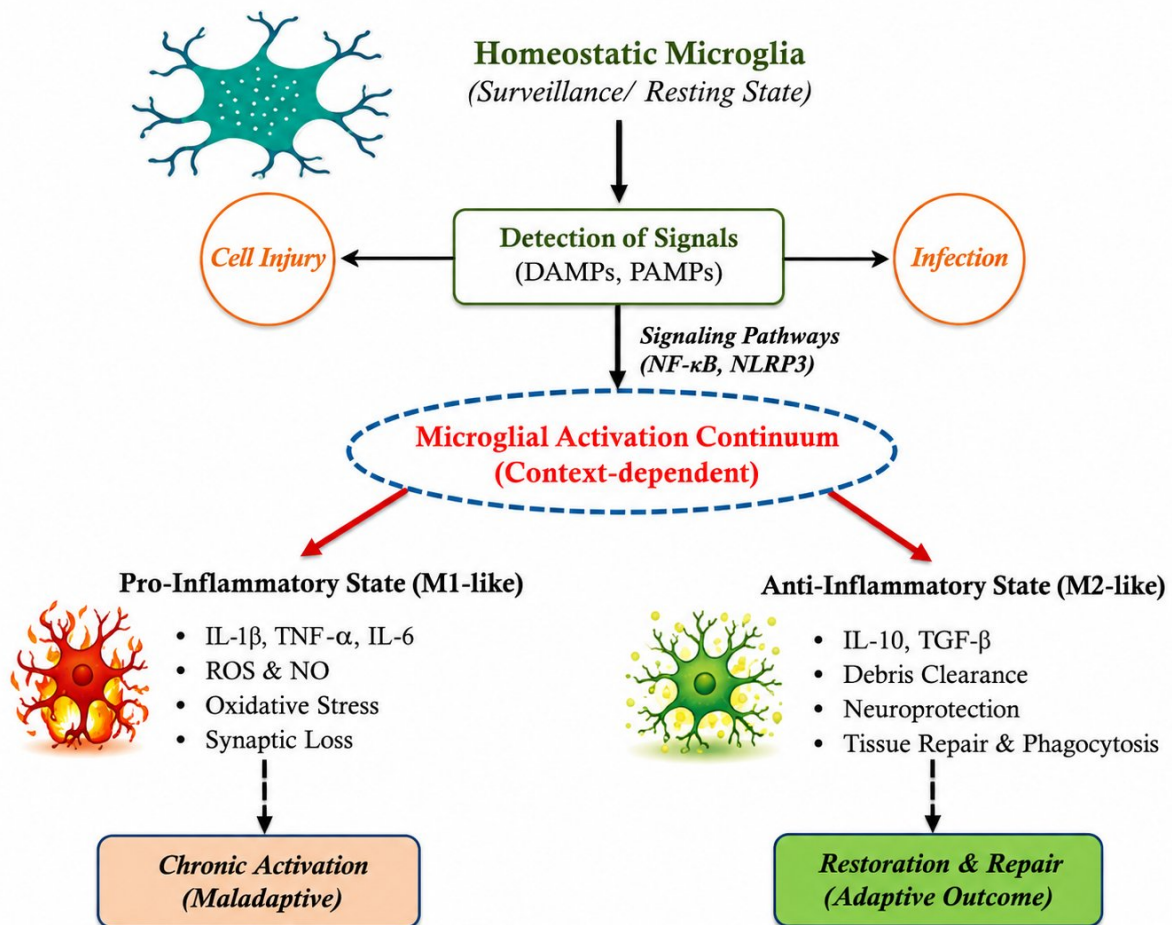 Homeostatic Microglia
(Surveillance/ Resting State)
Cell Injury
Detection of Signals
(DAMPs, PAMPs)
Infection
Signaling Pathways
(NF-κB, NLRP3)
Microglial Activation Continuum
(Context-dependent)
Pro-Inflammatory State (M1-like)
• IL-1β, TNF-α, IL-6
• ROS & NO
• Oxidative Stress
• Synaptic Loss
Chronic Activation
(Maladaptive)
Anti-Inflammatory State (M2-like)
• IL-10, TGF-β
• Debris Clearance
• Neuroprotection
• Tissue Repair & Phagocytosis
Restoration & Repair
(Adaptive Outcome)